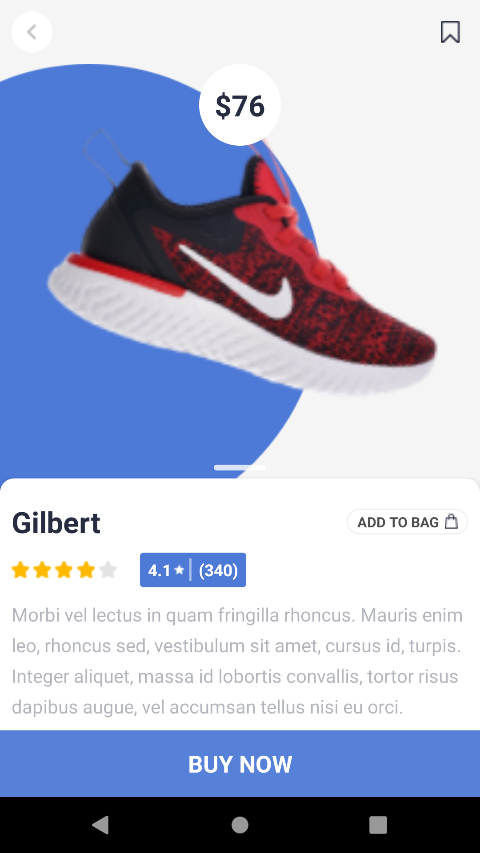 $76
Gilbert
ADD TO BAG
4.1 ★ | (340)
Morbi vel lectus in quam fringilla rhoncus. Mauris enim
leo, rhoncus sed, vestibulum sit amet, cursus id, turpis.
Integer aliquet, massa id lobortis convallis, tortor risus
dapibus augue, vel accumsan tellus nisi eu orci.
BUY NOW